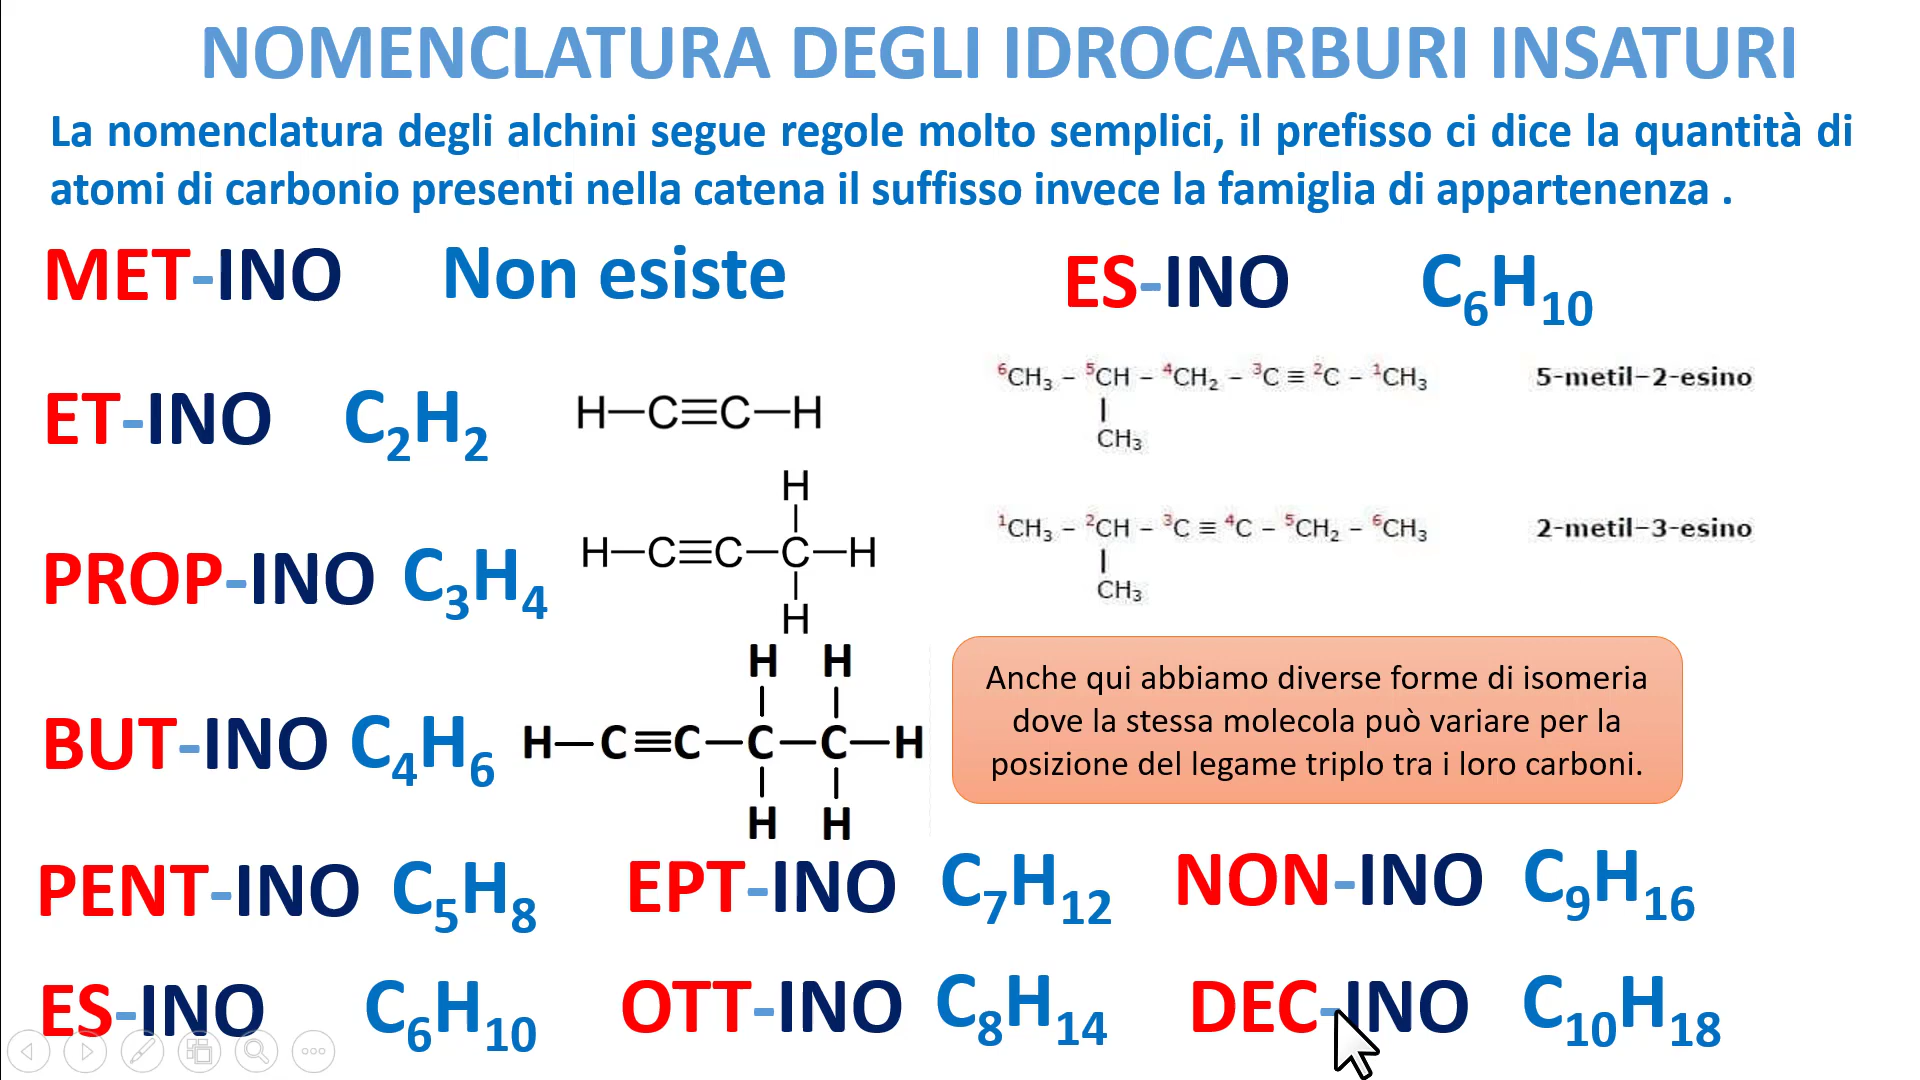 NOMENCLATURA DEGLI IDROCARBURI INSATURI
La nomenclatura degli alchini segue regole molto semplici, il prefisso ci dice la quantità di
atomi di carbonio presenti nella catena il suffisso invece la famiglia di appartenenza .
MET-INO Non esiste
ET-INO C₂H₂ H—C≡C—H
H
PROP-INO C₃H₄ H—C≡C—C—H
H
H H
BUT-INO C₄H₆ H—C≡C—C—C—H
H H
ES-INO C₆H₁₀
⁶CH₃ – ⁵CH – ⁴CH₂ – ³C ≡ ²C – ¹CH₃ 5-metil-2-esino
CH₃
¹CH₃ – ²CH – ³C ≡ ⁴C – ⁵CH₂ – ⁶CH₃ 2-metil-3-esino
CH₃
Anche qui abbiamo diverse forme di isomeria
dove la stessa molecola può variare per la
posizione del legame triplo tra i loro carboni.
PENT-INO C₅H₈ EPT-INO C₇H₁₂ NON-INO C₉H₁₆
ES-INO C₆H₁₀ OTT-INO C₈H₁₄ DEC-INO C₁₀H₁₈